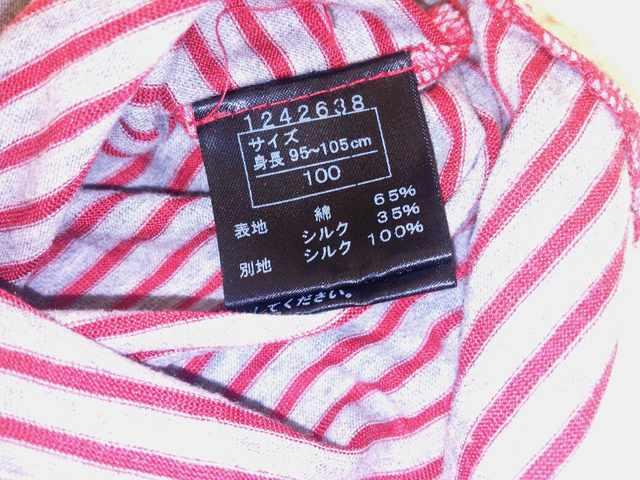 1242638
サイズ
身長 95~105cm
100
表地 綿 65%
シルク 35%
別地 シルク 100%
してください。